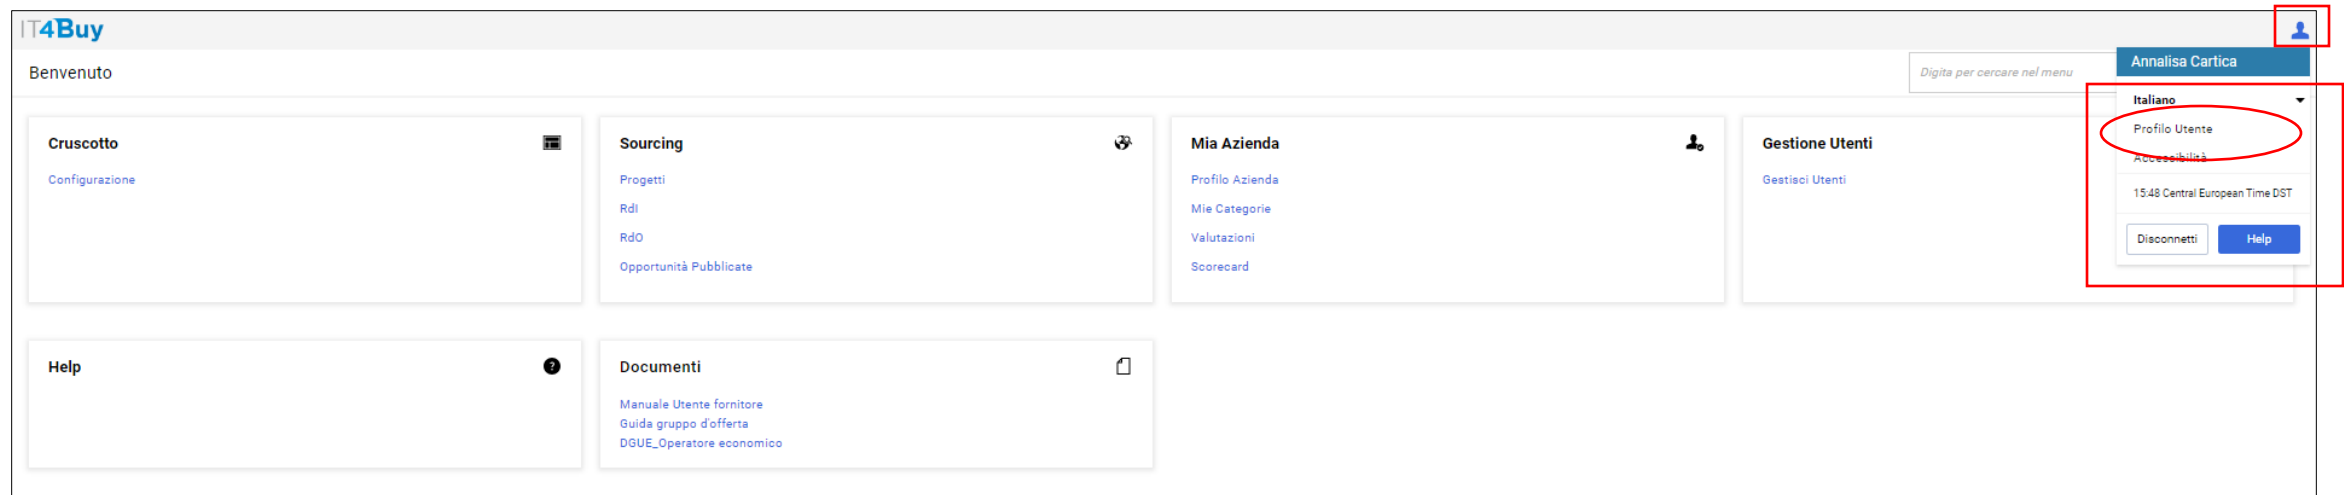 IT4Buy
Benvenuto
Digita per cercare nel menu
Annalisa Cartica
Italiano
Profilo Utente
Accessibilità
15:48 Central European Time DST
Disconnetti
Help
Cruscotto
Configurazione
Sourcing
Progetti
RdI
RdO
Opportunità Pubblicate
Mia Azienda
Profilo Azienda
Mie Categorie
Valutazioni
Scorecard
Gestione Utenti
Gestisci Utenti
Help
Documenti
Manuale Utente fornitore
Guida gruppo d'offerta
DGUE_Operatore economico